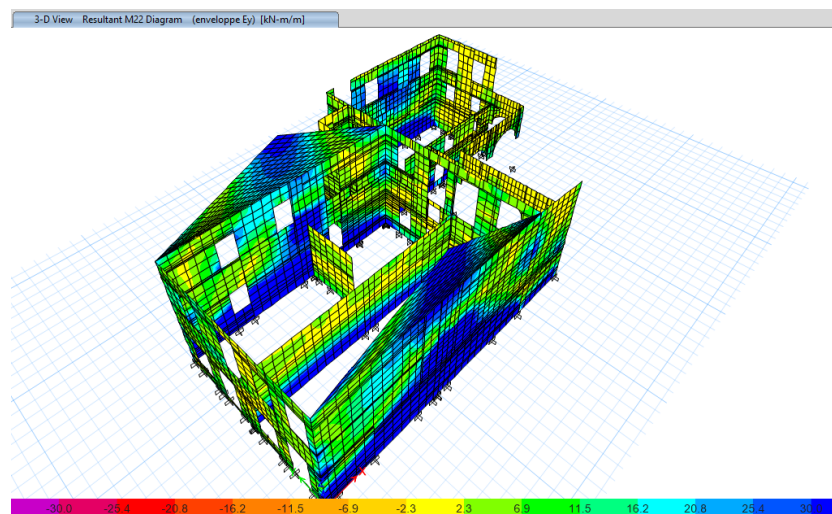 3-D View Resultant M22 Diagram (enveloppe Ey) [kN-m/m]
X
-30.0 -25.4 -20.8 -16.2 -11.5 -6.9 -2.3 2.3 6.9 11.5 16.2 20.8 25.4 30.